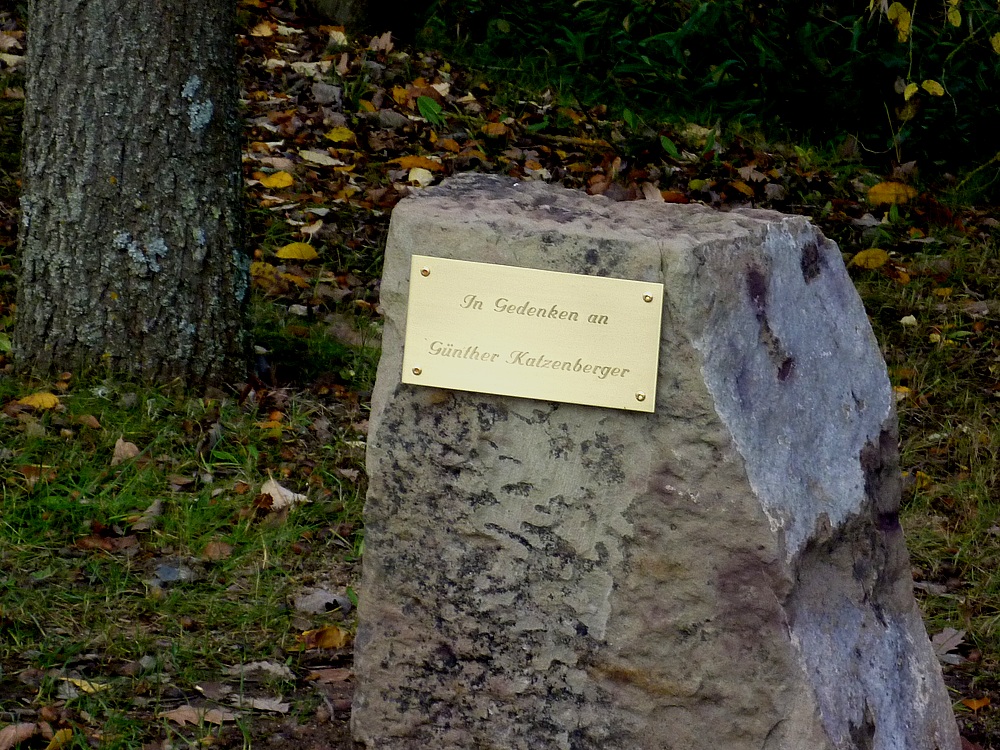 In Gedenken an
Günther Katzenberger